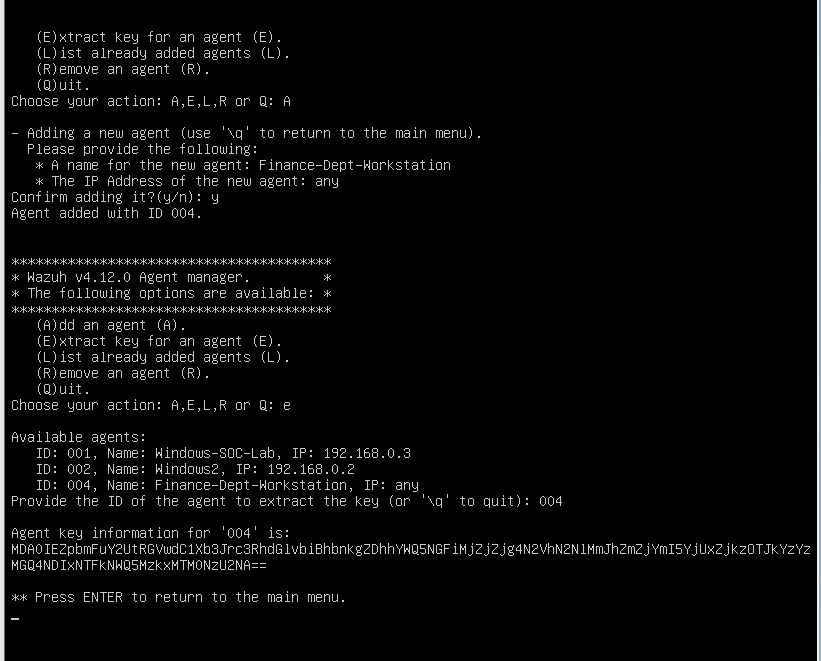 (E)xtract key for an agent (E).
(L)ist already added agents (L).
(R)emove an agent (R).
(Q)uit.
Choose your action: A,E,L,R or Q: A
- Adding a new agent (use '\q' to return to the main menu).
Please provide the following:
* A name for the new agent: Finance-Dept-Workstation
* The IP Address of the new agent: any
Confirm adding it?(y/n): y
Agent added with ID 004.
****************************************
* Wazuh v4.12.0 Agent manager.         *
* The following options are available: *
****************************************
(A)dd an agent (A).
(E)xtract key for an agent (E).
(L)ist already added agents (L).
(R)emove an agent (R).
(Q)uit.
Choose your action: A,E,L,R or Q: e
Available agents:
ID: 001, Name: Windows-SOC-Lab, IP: 192.168.0.3
ID: 002, Name: Windows2, IP: 192.168.0.2
ID: 004, Name: Finance-Dept-Workstation, IP: any
Provide the ID of the agent to extract the key (or '\q' to quit): 004
Agent key information for '004' is:
MDA0IEZpbmFuY2UtRGVwdC1Xb3Jrc3RhdGlvbiBhbnkgZDhhYWQ5NGFiMjZjZjg4N2VhN2NlMmJhZmZjYmI5YjUxZjkzOTJkYzYz
MGQ4NDIxNTFkNWQ5MzkxMTM0NzU2NA==
** Press ENTER to return to the main menu.